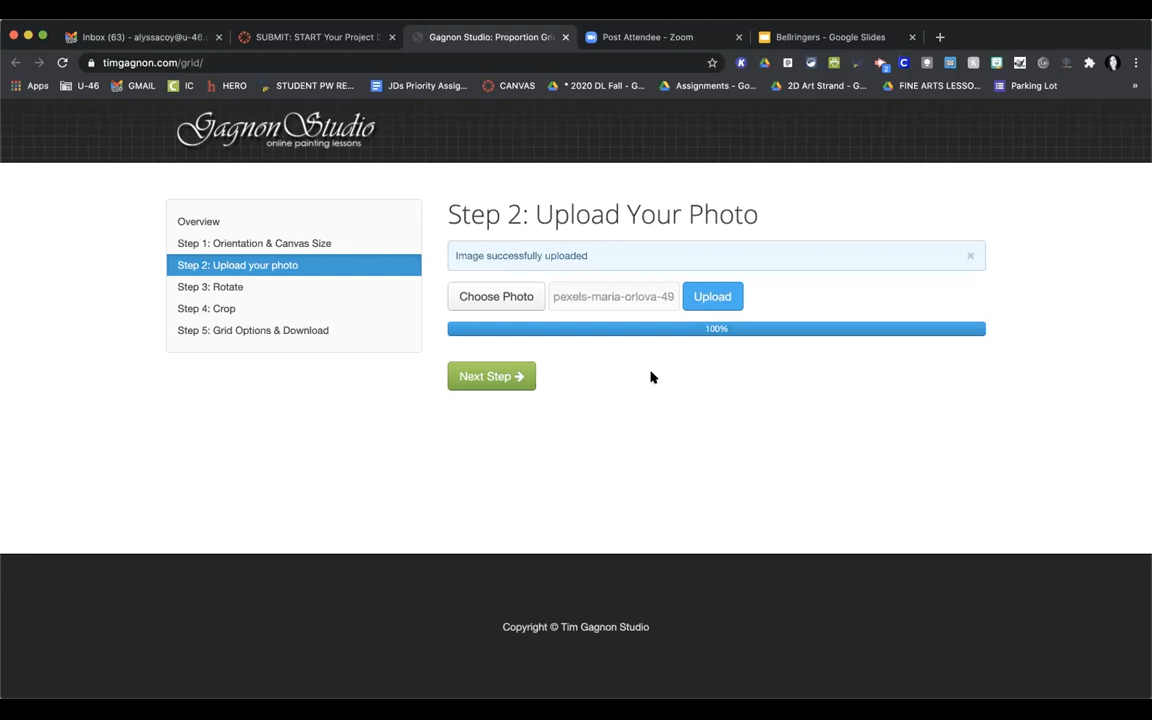 Inbox (63) - alyssacoy@u-46.
SUBMIT: START Your Project
Gagnon Studio: Proportion Gri
Post Attendee - Zoom
Bellringers - Google Slides
timgagnon.com/grid/
Apps
U-46
GMAIL
IC
HERO
STUDENT PW RE...
JDs Priority Assig...
CANVAS
* 2020 DL Fall - G...
Assignments - Go...
2D Art Strand - G...
FINE ARTS LESSO...
Parking Lot
»
Gagnon Studio
online painting lessons
Overview
Step 1: Orientation & Canvas Size
Step 2: Upload your photo
Step 3: Rotate
Step 4: Crop
Step 5: Grid Options & Download
Step 2: Upload Your Photo
Image successfully uploaded
Choose Photo pexels-maria-orlova-49 Upload
100%
Next Step
Copyright © Tim Gagnon Studio